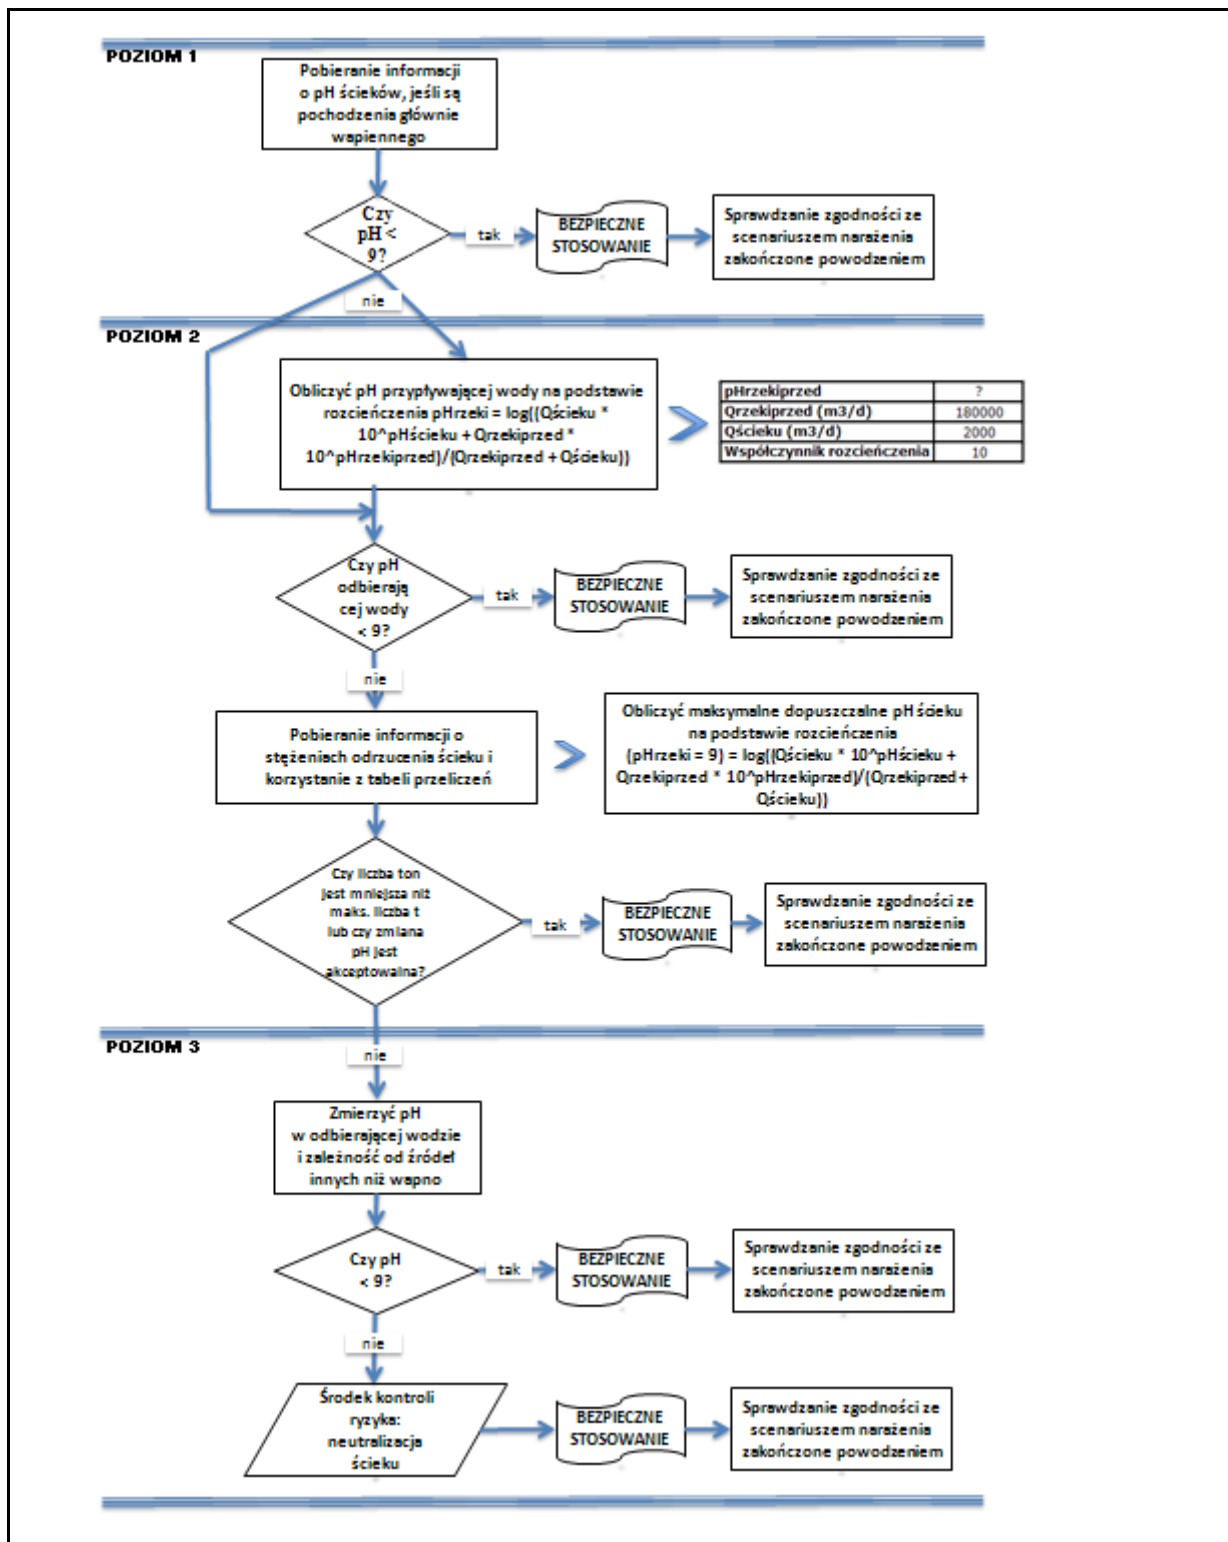 POZIOM 1
Pobieranie informacji
o pH ścieków, jeśli są
pochodzenia głównie
wapiennego
Czy
pH <
9?
tak
BEZPIECZNE
STOSOWANIE
Sprawdzanie zgodności ze
scenariuszem narażenia
zakończone powodzeniem
nie
POZIOM 2
Obliczyć pH przypływającej wody na podstawie
rozcieńczenia pHrzeki = log((Qścieku *
10^pHścieku + Qrzekiprzed *
10^pHrzekiprzed)/(Qrzekiprzed + Qścieku))
pHrzekiprzed ?
Qrzekiprzed (m3/d) 180000
Qścieku (m3/d) 2000
Współczynnik rozcieńczenia 10
Czy pH
odbierają
cej wody
< 9?
tak
BEZPIECZNE
STOSOWANIE
Sprawdzanie zgodności ze
scenariuszem narażenia
zakończone powodzeniem
nie
Pobieranie informacji o
stężeniach odrzucenia ścieku i
korzystanie z tabeli przeliczeń
Obliczyć maksymalne dopuszczalne pH ścieku
na podstawie rozcieńczenia
(pHrzeki = 9) = log((Qścieku * 10^pHścieku +
Qrzekiprzed * 10^pHrzekiprzed)/(Qrzekiprzed +
Qścieku))
Czy liczba ton
jest mniejsza niż
maks. liczba t
lub czy zmiana
pH jest
akceptowalna?
tak
BEZPIECZNE
STOSOWANIE
Sprawdzanie zgodności ze
scenariuszem narażenia
zakończone powodzeniem
POZIOM 3
nie
Zmierzyć pH
w odbierającej wodzie
i zależność od źródeł
innych niż wapno
Czy pH
< 9?
tak
BEZPIECZNE
STOSOWANIE
Sprawdzanie zgodności ze
scenariuszem narażenia
zakończone powodzeniem
nie
Środek kontroli
ryzyka:
neutralizacja
ścieku
BEZPIECZNE
STOSOWANIE
Sprawdzanie zgodności ze
scenariuszem narażenia
zakończone powodzeniem